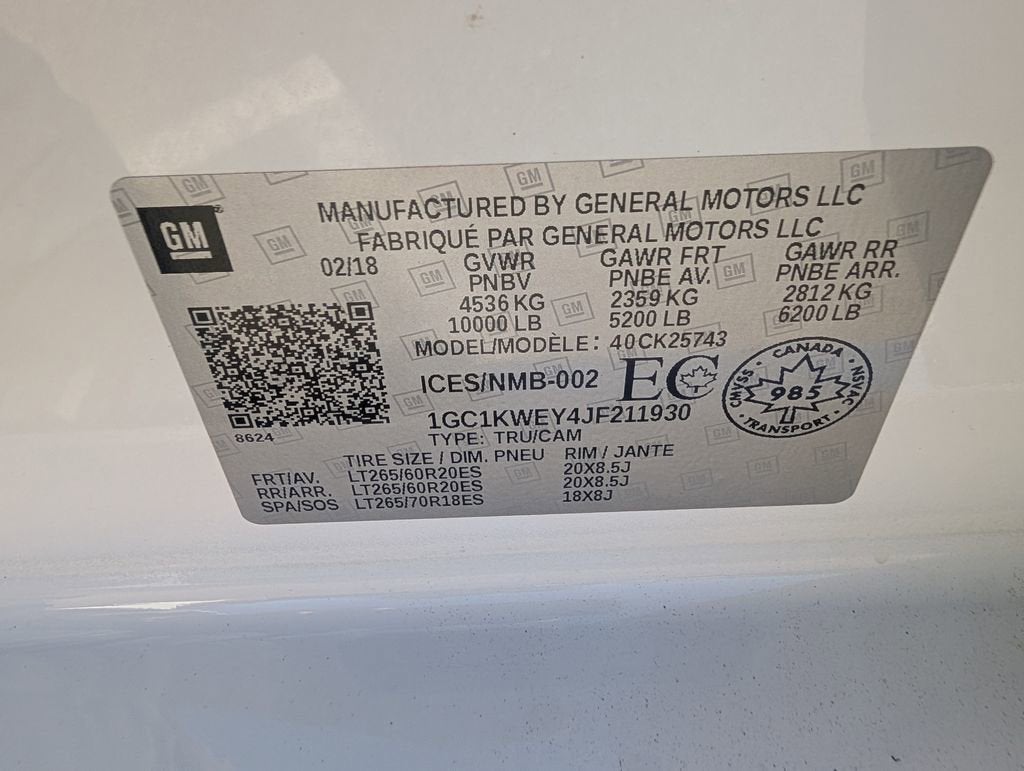 MANUFACTURED BY GENERAL MOTORS LLC
FABRIQUÉ PAR GENERAL MOTORS LLC
GM
02/18
GVWR GAWR FRT GAWR RR
PNBV PNBE AV. PNBE ARR.
4536 KG 2359 KG 2812 KG
10000 LB 5200 LB 6200 LB
MODEL/MODÈLE: 40CK25743
ICES/NMB-002 EC
CANADA
CMVSS 985 NSVAC
TRANSPORT
1GC1KWEY4JF211930
8624
TYPE: TRU/CAM
TIRE SIZE / DIM. PNEU RIM / JANTE
FRT/AV. LT265/60R20ES 20X8.5J
RR/ARR. LT265/60R20ES 20X8.5J
SPA/SOS LT265/70R18ES 18X8J